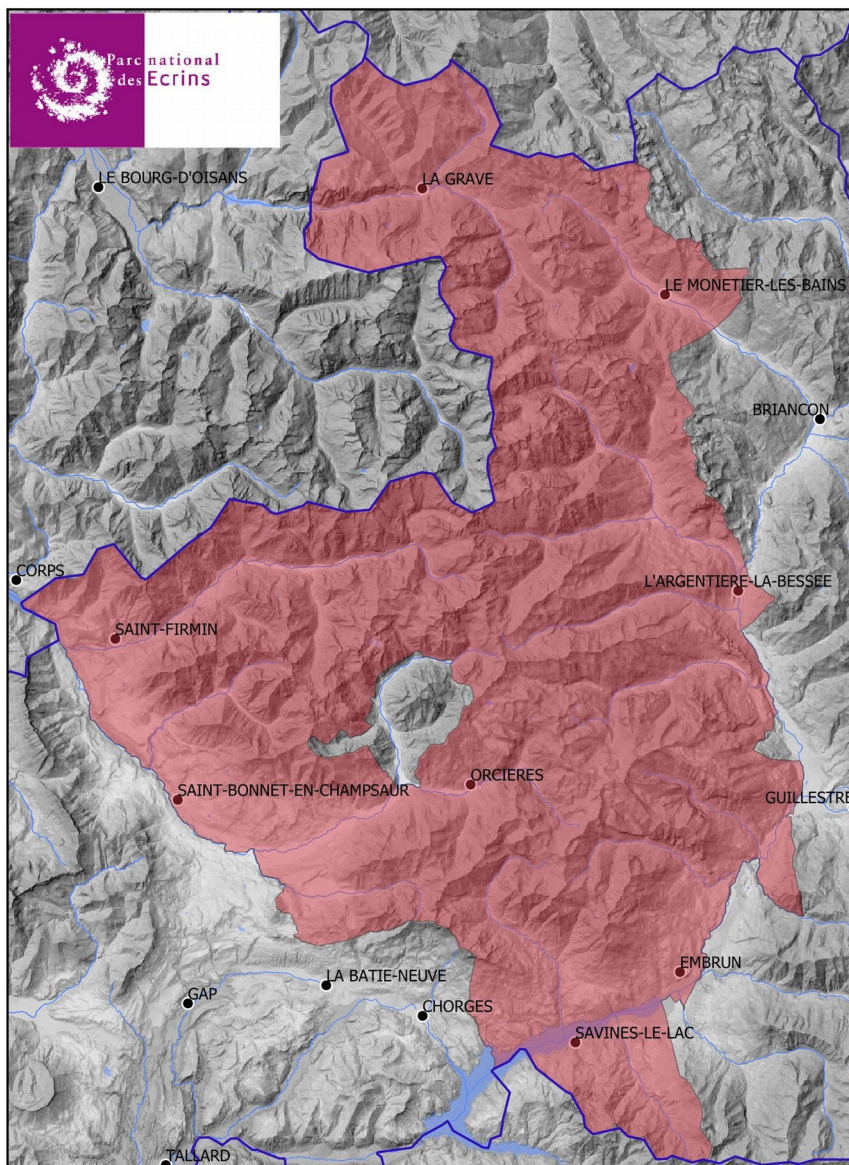 Parc national
des Ecrins
LE BOURG-D'OISANS
LA GRAVE
LE MONETIER-LES-BAINS
BRIANCON
CORPS
L'ARGENTIERE-LA-BESSEE
SAINT-FIRMIN
ORCIERES
SAINT-BONNET-EN-CHAMPSAUR
GUILLESTRE
EMBRUN
LA BATIE-NEUVE
GAP
CHORGES
SAVINES-LE-LAC
TALLARD